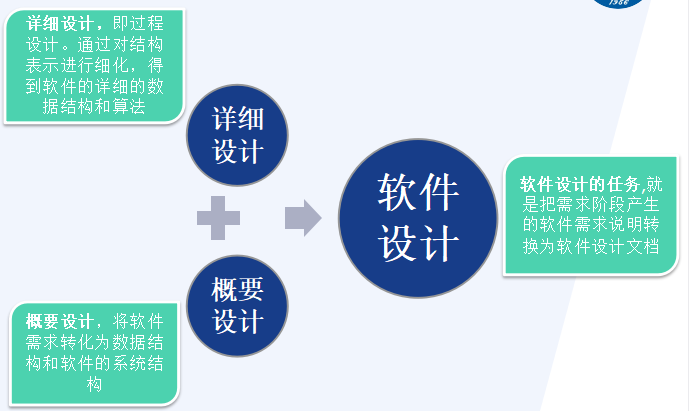 1986
详细设计，即过程
设计。通过对结构
表示进行细化，得
到软件的详细的数
据结构和算法
详细
设计
软件
设计
软件设计的任务,就
是把需求阶段产生
的软件需求说明转
换为软件设计文档
概要
设计
概要设计，将软件
需求转化为数据结
构和软件的系统结
构